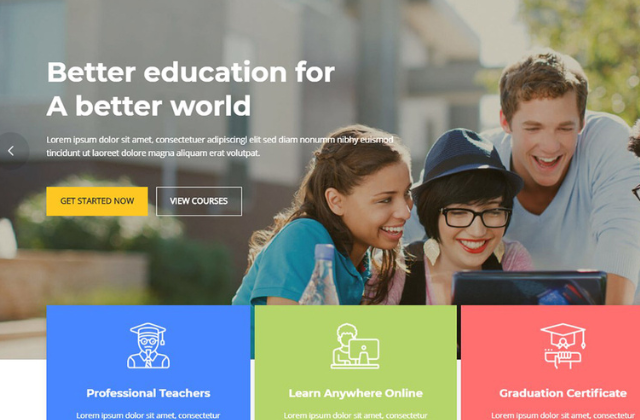 Better education for
A better world
Lorem ipsum dolor sit amet, consectetuer adipiscingl elit sed diam nonumm nibhy euismod
tincidunt ut laoreet dolore magna aliquam erat volutpat.
GET STARTED NOW
VIEW COURSES
Professional Teachers
Learn Anywhere Online
Graduation Certificate
Lorem ipsum dolor sit amet, consectetur
Lorem ipsum dolor sit amet, consectetur
Lorem ipsum dolor sit amet, consectetur